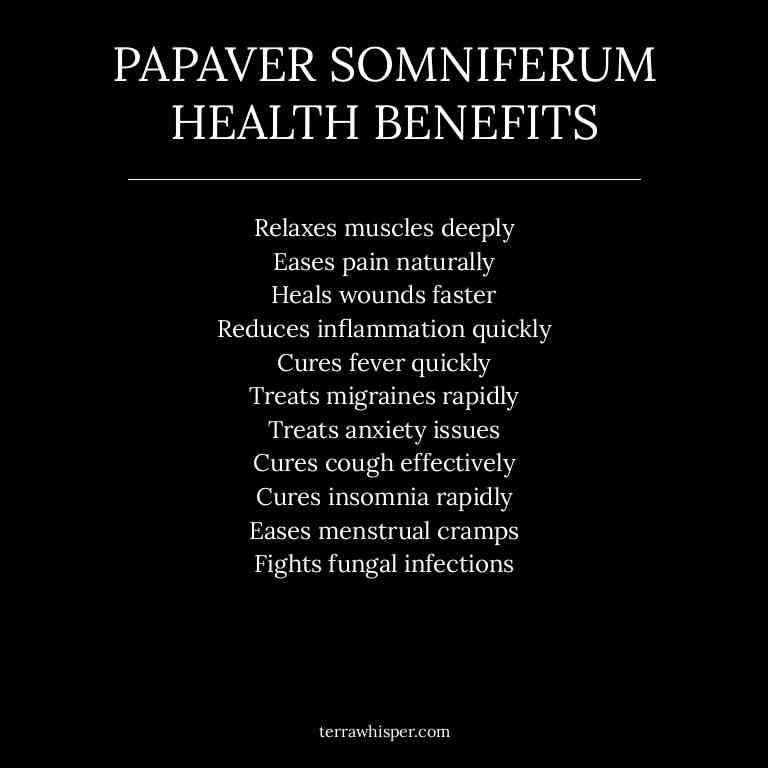 PAPAVER SOMNIFERUM
HEALTH BENEFITS
Relaxes muscles deeply
Eases pain naturally
Heals wounds faster
Reduces inflammation quickly
Cures fever quickly
Treats migraines rapidly
Treats anxiety issues
Cures cough effectively
Cures insomnia rapidly
Eases menstrual cramps
Fights fungal infections
terrawhisper.com